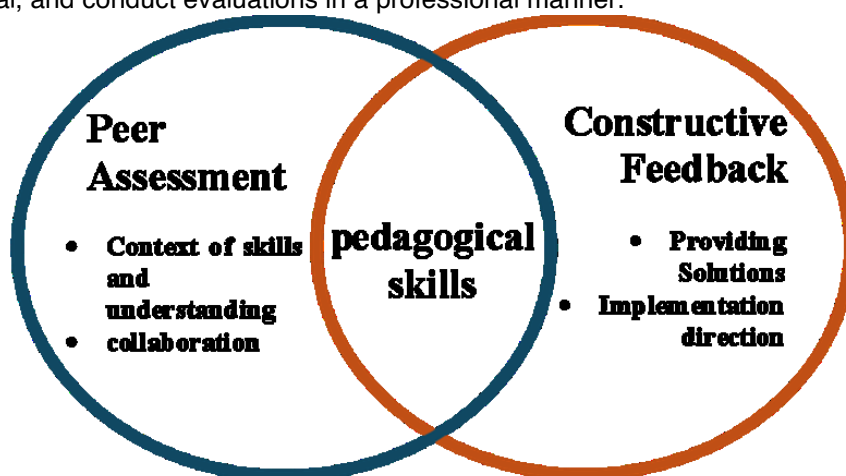 al, and conduct evaluations in a professional manner.
Peer
Assessment
• Context of skills
and
understanding
• collaboration
pedagogical
skills
Constructive
Feedback
• Providing
Solutions
• Implementation
direction